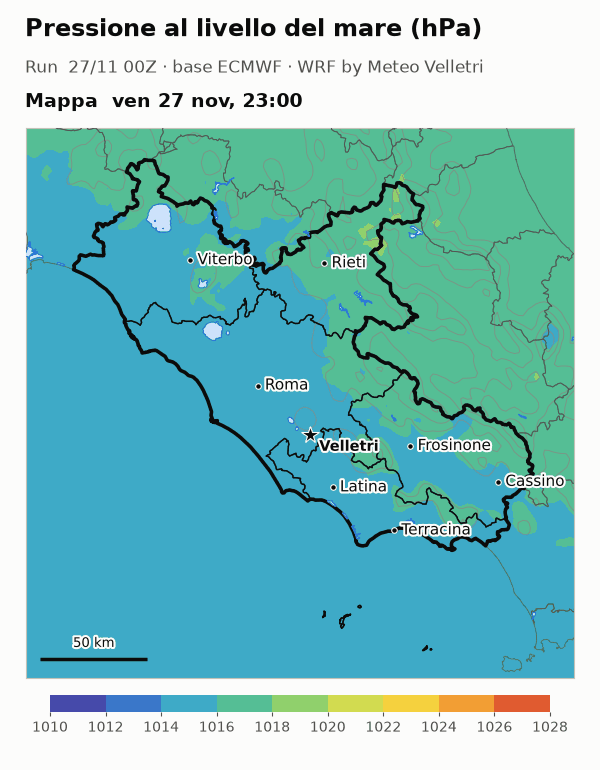 Pressione al livello del mare (hPa)
Run  27/11 00Z · base ECMWF · WRF by Meteo Velletri
Mappa  ven 27 nov, 23:00
Viterbo
Rieti
Roma
Velletri
Frosinone
Cassino
Latina
Terracina
50 km
1010 1012 1014 1016 1018 1020 1022 1024 1026 1028